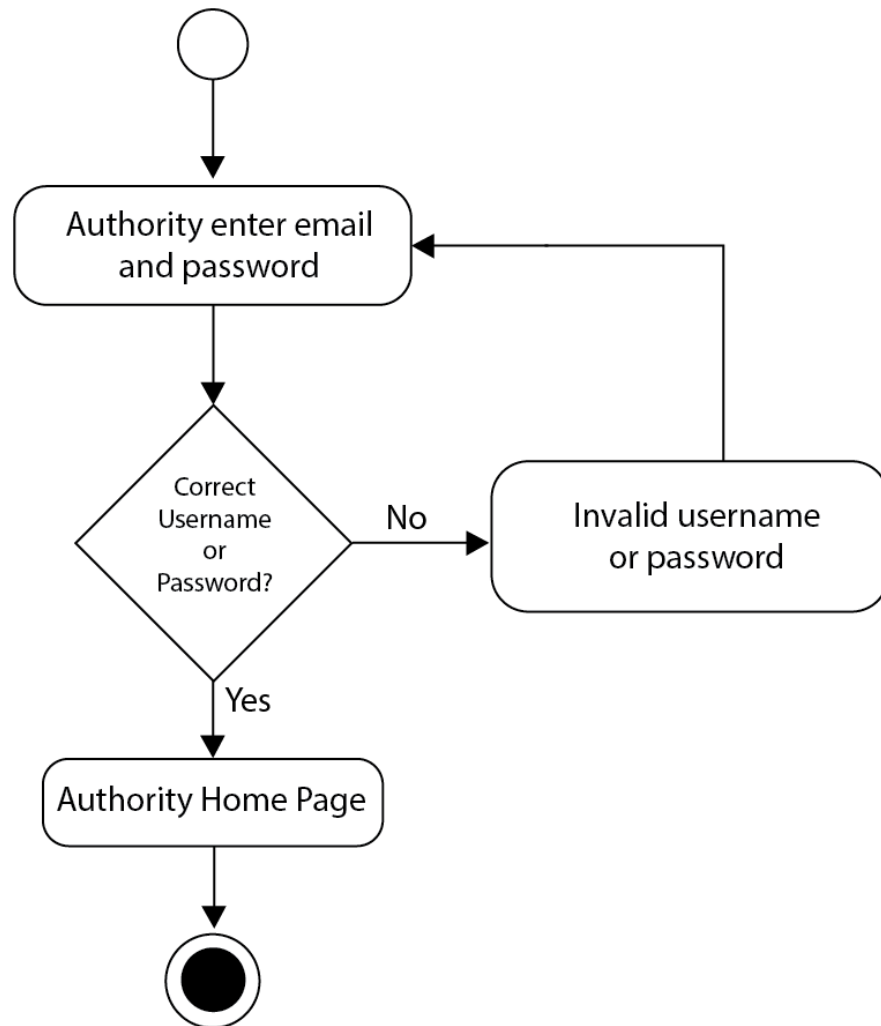 Authority enter email
and password
Correct
Username
or
Password?
No
Invalid username
or password
Yes
Authority Home Page